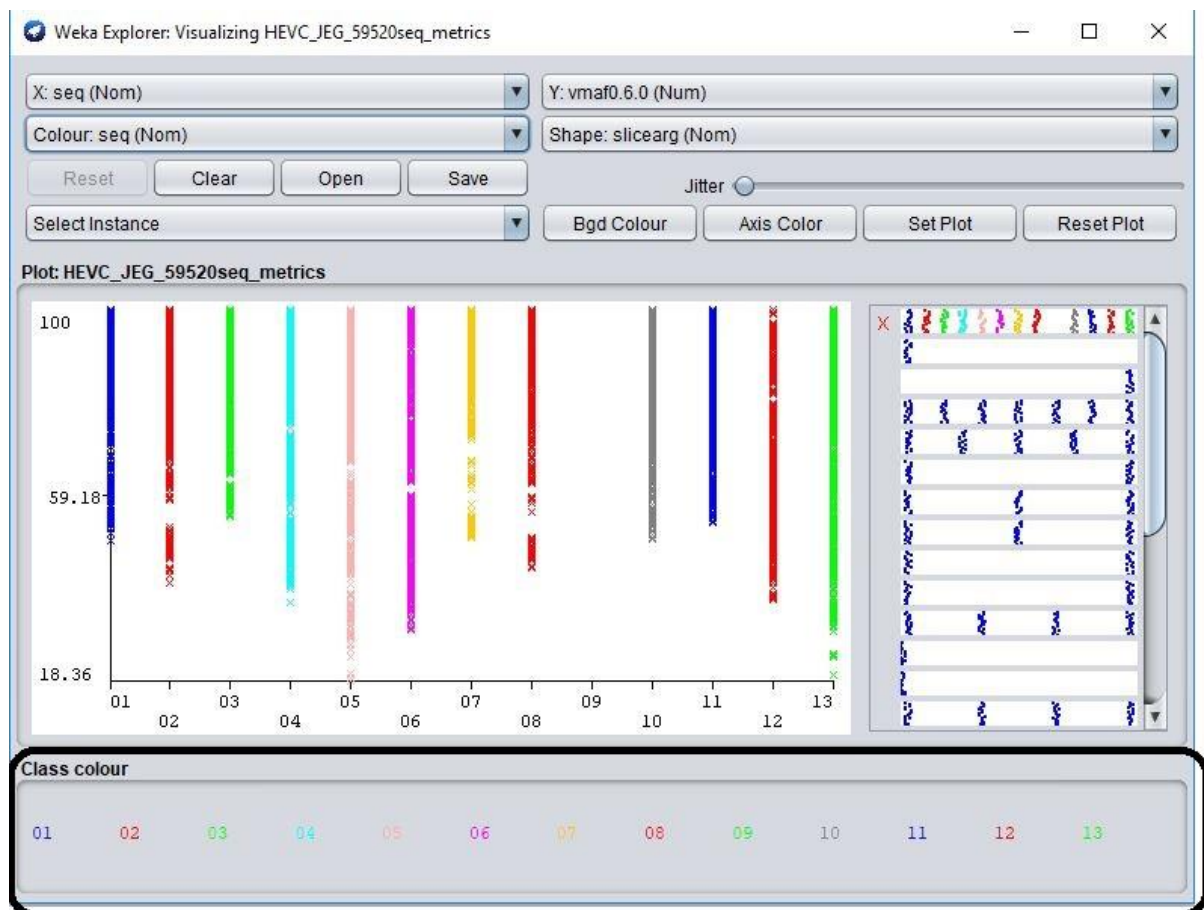 Weka Explorer: Visualizing HEVC_JEG_59520seq_metrics
X: seq (Nom) Y: vmaf0.6.0 (Num)
Colour: seq (Nom) Shape: slicearg (Nom)
Reset Clear Open Save Jitter
Select Instance Bgd Colour Axis Color Set Plot Reset Plot
Plot: HEVC_JEG_59520seq_metrics
100
X
59.18
18.36
01 03 05 07 09 11 13
02 04 06 08 10 12
Class colour
01 02 03 04 05 06 07 08 09 10 11 12 13